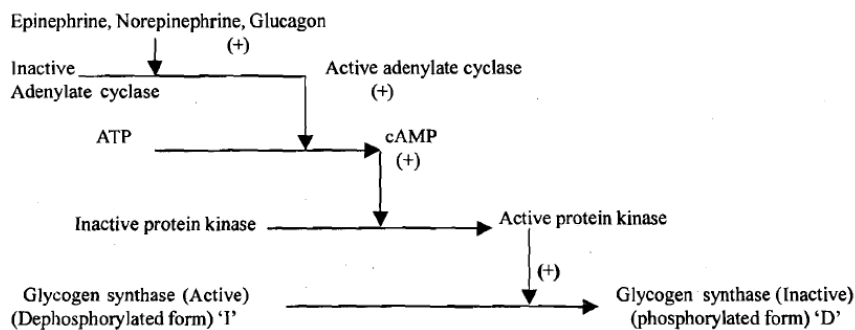 Epinephrine, Norepinephrine, Glucagon
(+)
Inactive
Active adenylate cyclase
Adenylate cyclase
(+)
ATP
cAMP
(+)
Inactive protein kinase
Active protein kinase
(+)
Glycogen synthase (Active)
Glycogen synthase (Inactive)
(Dephosphorylated form) ‘I’
(phosphorylated form) ‘D’